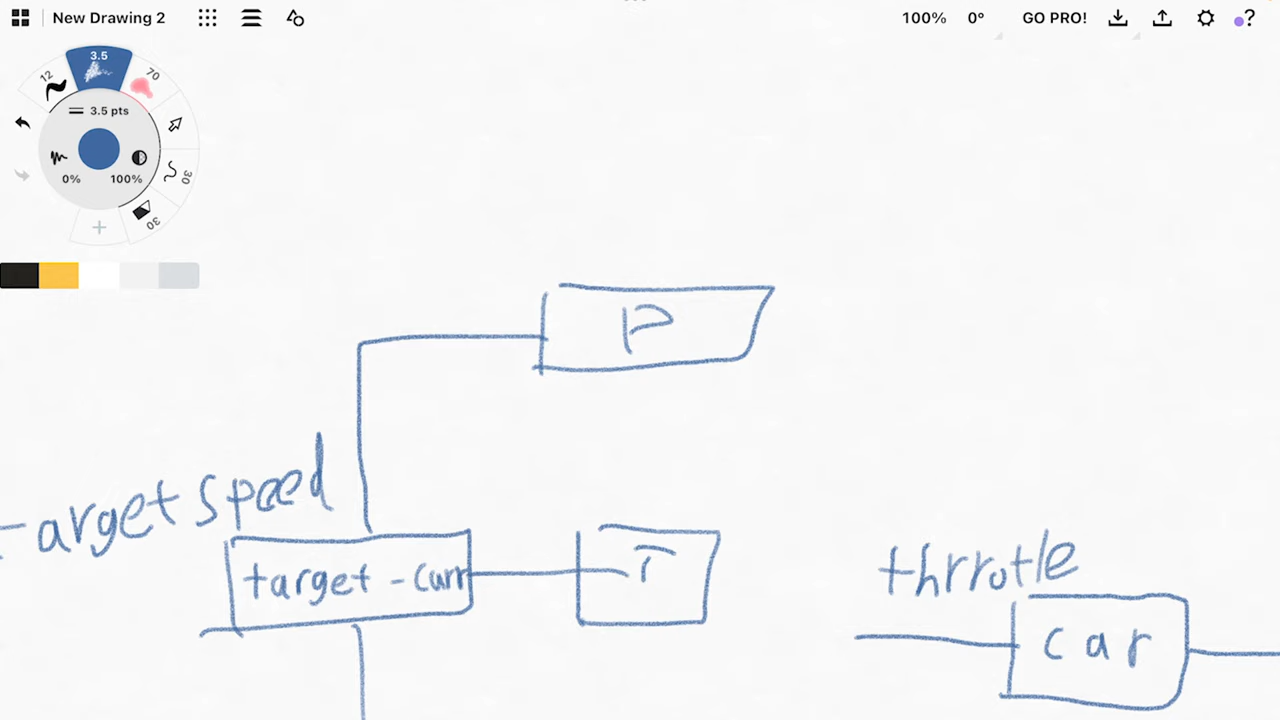 New Drawing 2
100% 0° GO PRO! ?
3.5
12
70
3.5 pts
0% 100%
30
30
P
target speed
target - Curr
thrrotle
car